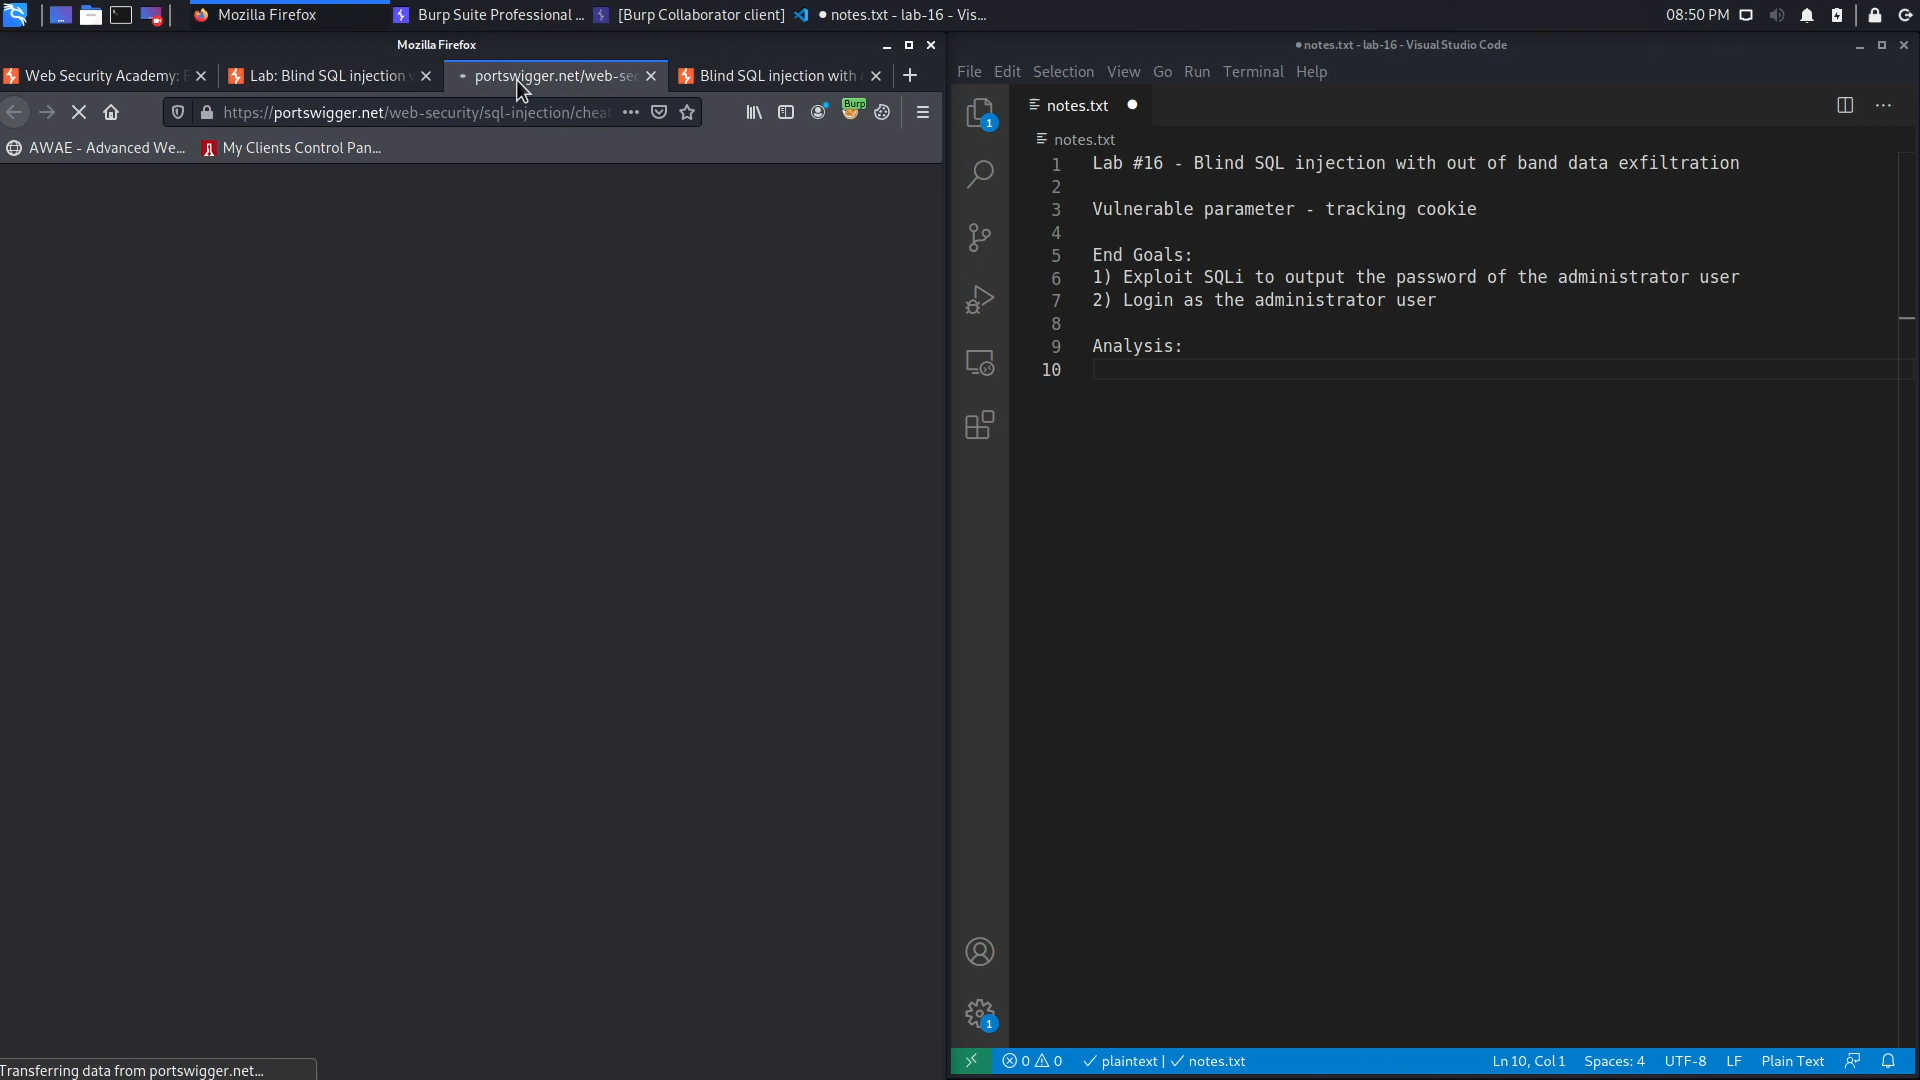 Mozilla Firefox
Burp Suite Professional ...
[Burp Collaborator client]
● notes.txt - lab-16 - Vis...
08:50 PM
Mozilla Firefox
Web Security Academy:
Lab: Blind SQL injection
portswigger.net/web-sec
Blind SQL injection with
https://portswigger.net/web-security/sql-injection/cheat
Burp
AWAE - Advanced We...
My Clients Control Pan...
Transferring data from portswigger.net...
● notes.txt - lab-16 - Visual Studio Code
File Edit Selection View Go Run Terminal Help
notes.txt ●
notes.txt
1
1 Lab #16 - Blind SQL injection with out of band data exfiltration
2
3 Vulnerable parameter - tracking cookie
4
5 End Goals:
6 1) Exploit SQLi to output the password of the administrator user
7 2) Login as the administrator user
8
9 Analysis:
10
1
0 0 plaintext | notes.txt
Ln 10, Col 1 Spaces: 4 UTF-8 LF Plain Text